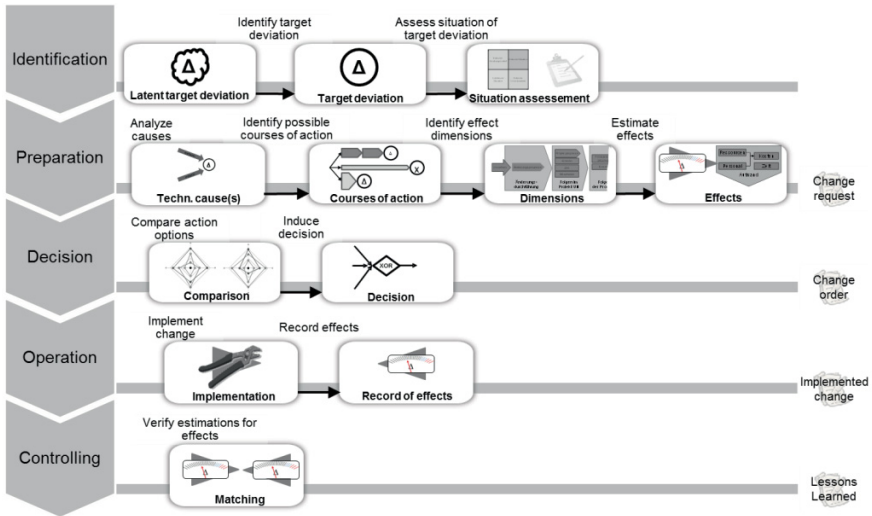 Identify target
deviation
Assess situation of
target deviation
Identification
Δ
Latent target deviation
Δ
Target deviation
Situation assessement
Analyze
causes
Identify possible
courses of action
Identify effect
dimensions
Estimate
effects
Preparation
Δ
Techn. cause(s)
X
Δ
Courses of action
Dimensions
Δ
Effects
Change
request
Compare action
options
Induce
decision
Decision
Comparison
XOR
Decision
Change
order
Implement
change
Record effects
Operation
Implementation
Δ
Record of effects
Implemented
change
Verify estimations for
effects
Controlling
Δ
Δ
Matching
Lessons
Learned